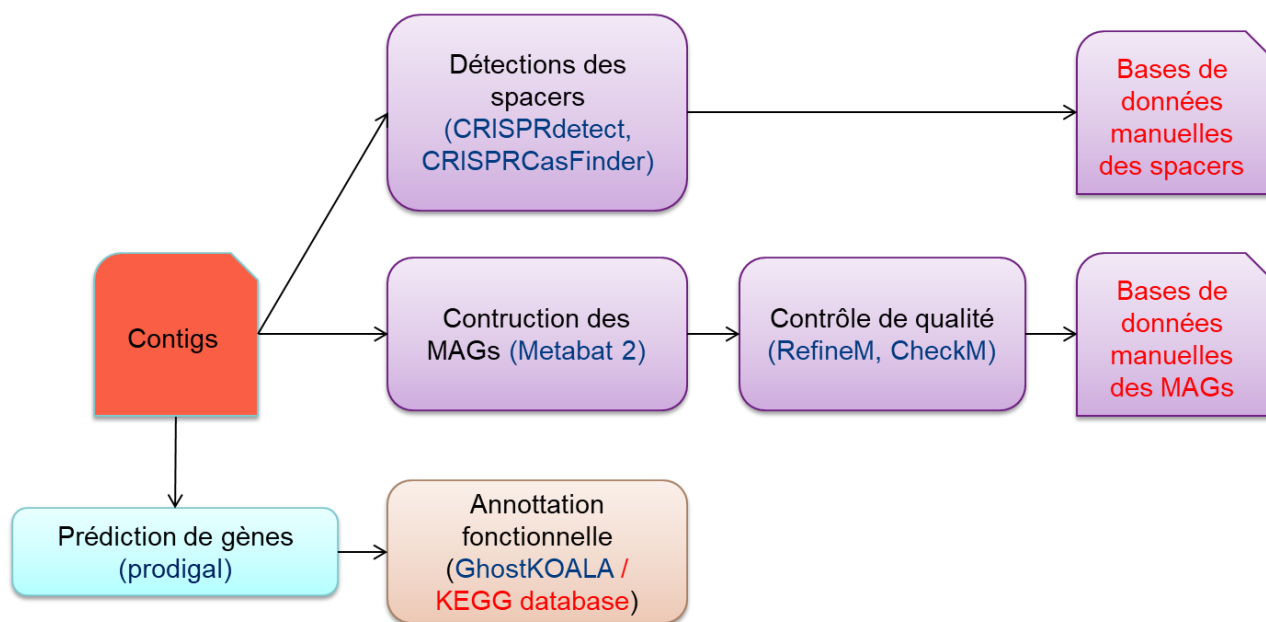 Détections des
spacers
(CRISPRdetect,
CRISPRCasFinder)
Bases de
données
manuelles
des spacers
Contigs
Contruction des
MAGs (Metabat 2)
Contrôle de qualité
(RefineM, CheckM)
Bases de
données
manuelles
des MAGs
Prédiction de gènes
(prodigal)
Annottation
fonctionnelle
(GhostKOALA /
KEGG database)